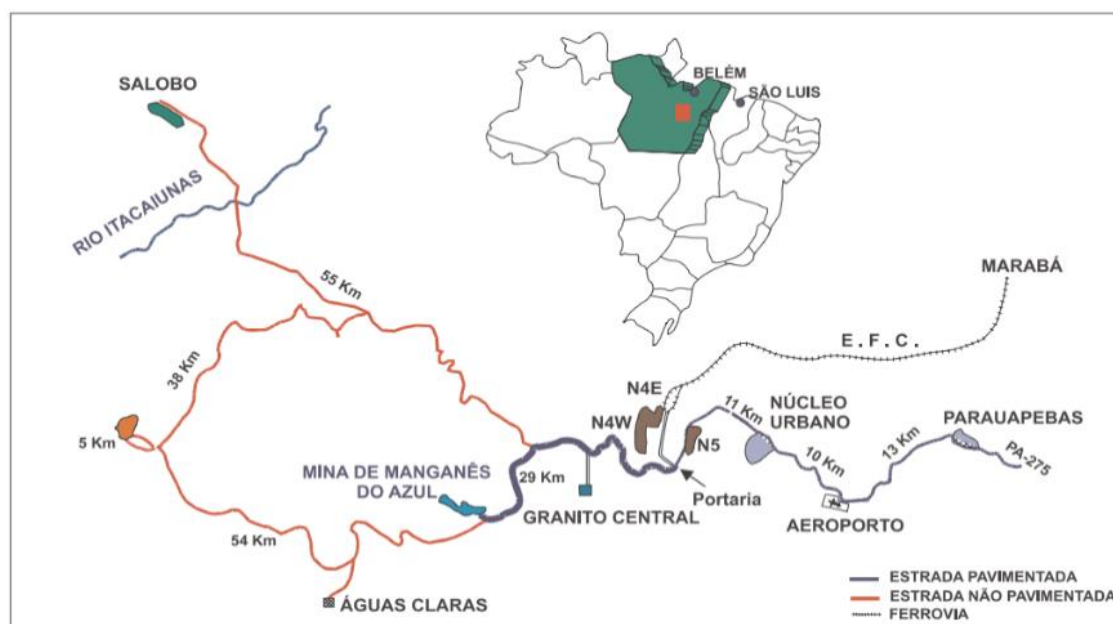 SALOBO
BELÉM
SÃO LUIS
RIO ITACAIUNAS
55 Km
MARABÁ
E . F . C .
38 Km
N4E
N4W
11 Km
NÚCLEO
URBANO
PARAUAPEBAS
5 Km
N5
13 Km
PA-275
MINA DE MANGANÊS
DO AZUL
29 Km
10 Km
Portaria
GRANITO CENTRAL
AEROPORTO
54 Km
ÁGUAS CLARAS
ESTRADA PAVIMENTADA
ESTRADA NÃO PAVIMENTADA
FERROVIA